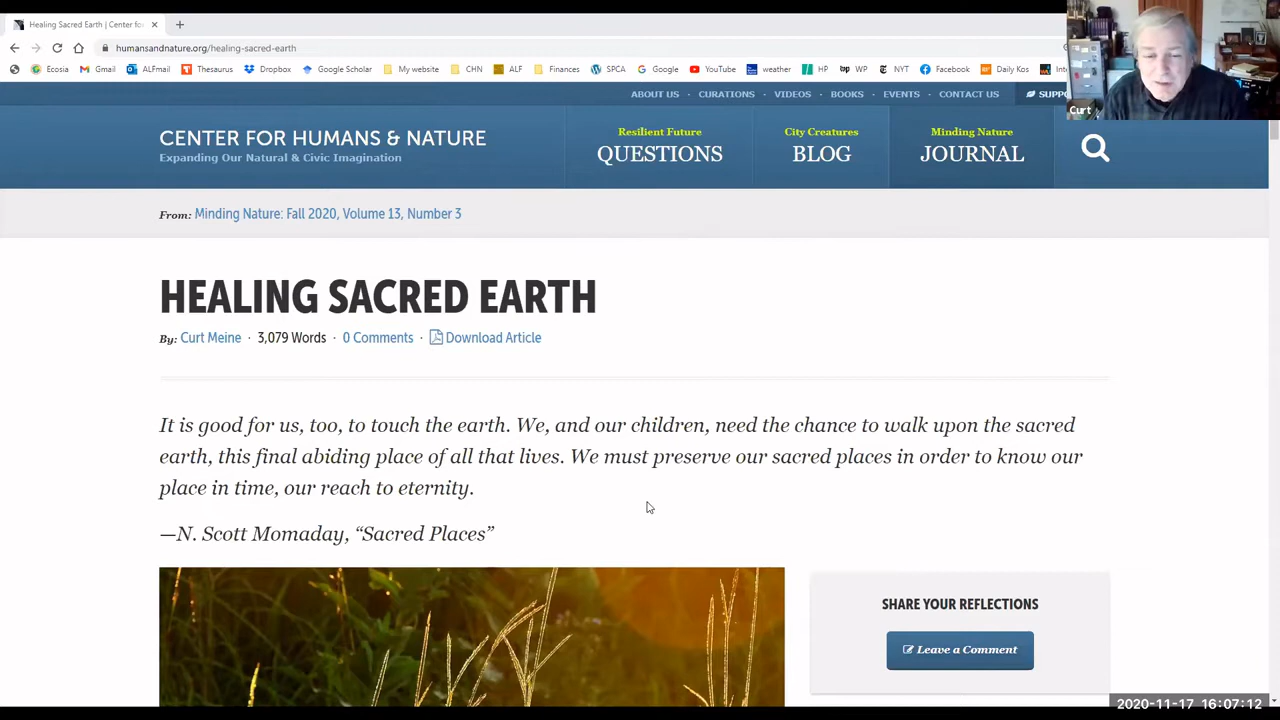 Healing Sacred Earth | Center for
humansandnature.org/healing-sacred-earth
Ecosia Gmail ALFmail Thesaurus Dropbox Google Scholar My website CHN ALF Finances SPCA Google YouTube weather HP WP NYT Facebook Daily Kos
Curt
ABOUT US · CURATIONS · VIDEOS · BOOKS · EVENTS · CONTACT US
CENTER FOR HUMANS & NATURE
Expanding Our Natural & Civic Imagination
Resilient Future
QUESTIONS
City Creatures
BLOG
Minding Nature
JOURNAL
From: Minding Nature: Fall 2020, Volume 13, Number 3
HEALING SACRED EARTH
By: Curt Meine · 3,079 Words · 0 Comments · Download Article
It is good for us, too, to touch the earth. We, and our children, need the chance to walk upon the sacred
earth, this final abiding place of all that lives. We must preserve our sacred places in order to know our
place in time, our reach to eternity.
—N. Scott Momaday, “Sacred Places”
SHARE YOUR REFLECTIONS
Leave a Comment
2020-11-17 16:07:12